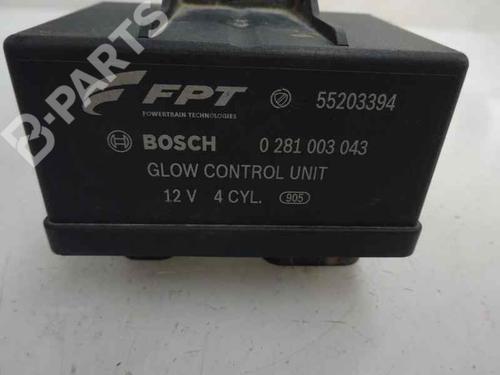 B-PARTS
FPT 55203394
POWERTRAIN TECHNOLOGIES
BOSCH 0 281 003 043
GLOW CONTROL UNIT
12 V 4 CYL. 905